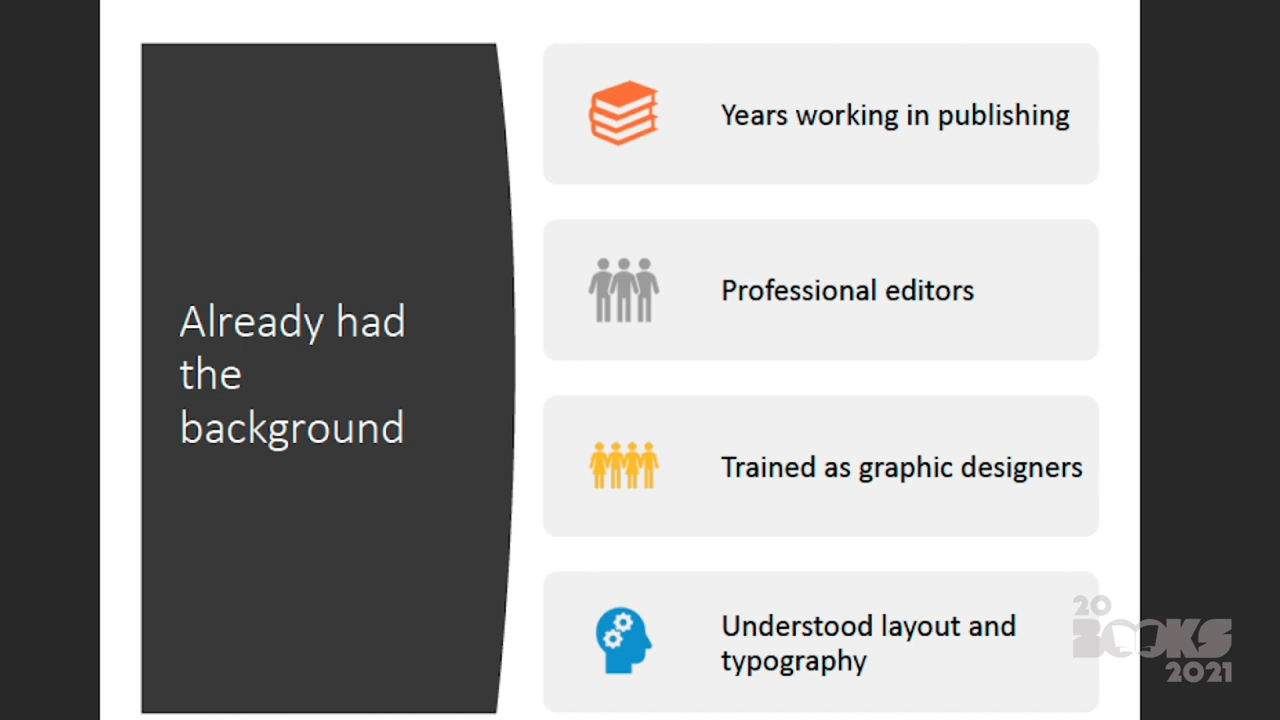 Already had
the
background
Years working in publishing
Professional editors
Trained as graphic designers
Understood layout and
typography
20
BOOKS
2021